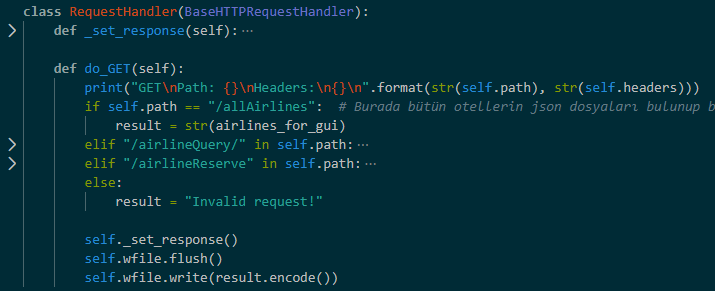 class RequestHandler(BaseHTTPRequestHandler):
def _set_response(self):···
def do_GET(self):
print("GET\nPath: {}\nHeaders:\n{}\n".format(str(self.path), str(self.headers)))
if self.path == "/allAirlines":  # Burada bütün otellerin json dosyaları bulunup b
result = str(airlines_for_gui)
elif "/airlineQuery/" in self.path:···
elif "/airlineReserve" in self.path:···
else:
result = "Invalid request!"
self._set_response()
self.wfile.flush()
self.wfile.write(result.encode())